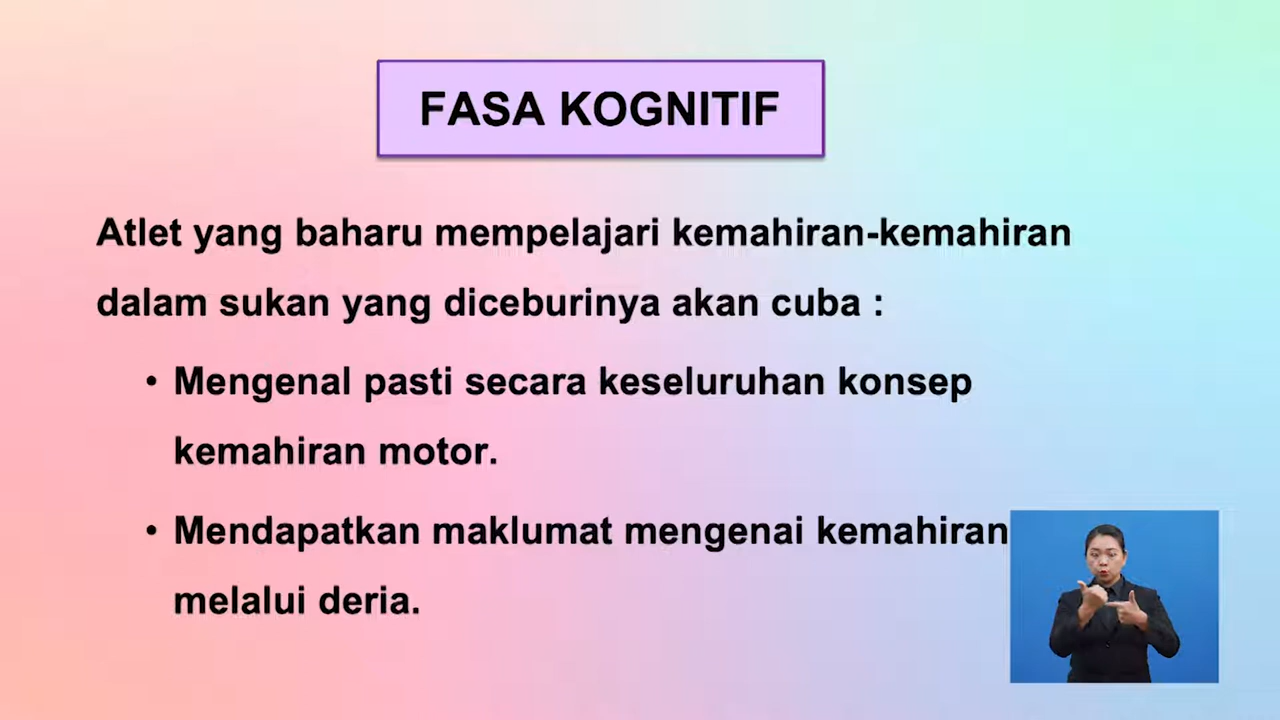 FASA KOGNITIF
Atlet yang baharu mempelajari kemahiran-kemahiran
dalam sukan yang diceburinya akan cuba :
• Mengenal pasti secara keseluruhan konsep
kemahiran motor.
• Mendapatkan maklumat mengenai kemahiran
melalui deria.